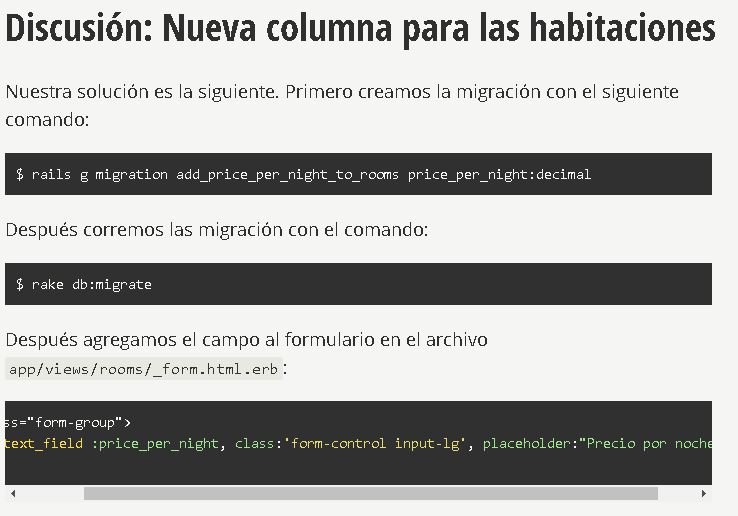 Discusión: Nueva columna para las habitaciones
Nuestra solución es la siguiente. Primero creamos la migración con el siguiente
comando:
$ rails g migration add_price_per_night_to_rooms price_per_night:decimal
Después corremos las migración con el comando:
$ rake db:migrate
Después agregamos el campo al formulario en el archivo
app/views/rooms/_form.html.erb:
ss="form-group">
text_field :price_per_night, class:'form-control input-lg', placeholder:"Precio por noche